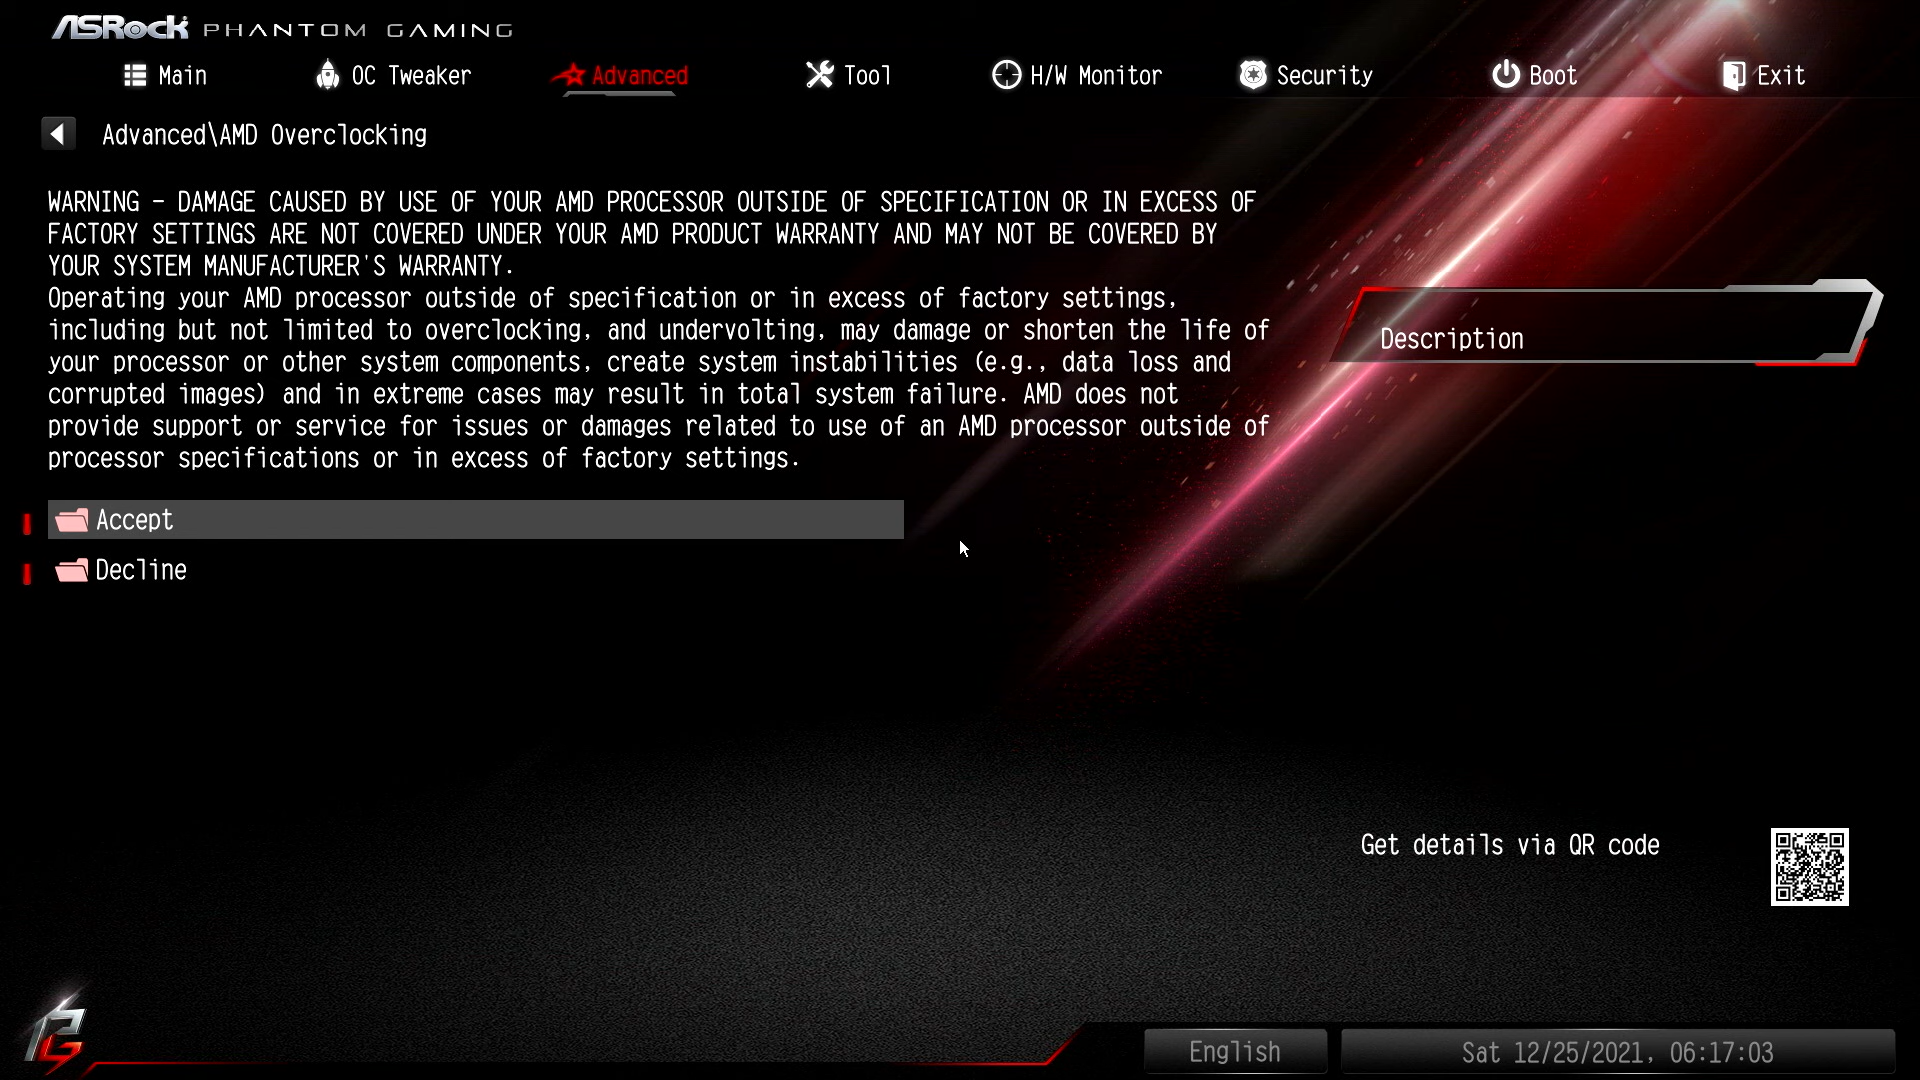 ASRock PHANTOM GAMING
Main OC Tweaker Advanced Tool H/W Monitor Security Boot Exit
Advanced\AMD Overclocking
WARNING - DAMAGE CAUSED BY USE OF YOUR AMD PROCESSOR OUTSIDE OF SPECIFICATION OR IN EXCESS OF
FACTORY SETTINGS ARE NOT COVERED UNDER YOUR AMD PRODUCT WARRANTY AND MAY NOT BE COVERED BY
YOUR SYSTEM MANUFACTURER'S WARRANTY.
Operating your AMD processor outside of specification or in excess of factory settings,
including but not limited to overclocking, and undervolting, may damage or shorten the life of
your processor or other system components, create system instabilities (e.g., data loss and
corrupted images) and in extreme cases may result in total system failure. AMD does not
provide support or service for issues or damages related to use of an AMD processor outside of
processor specifications or in excess of factory settings.
Accept
Decline
Description
Get details via QR code
English
Sat 12/25/2021, 06:17:03